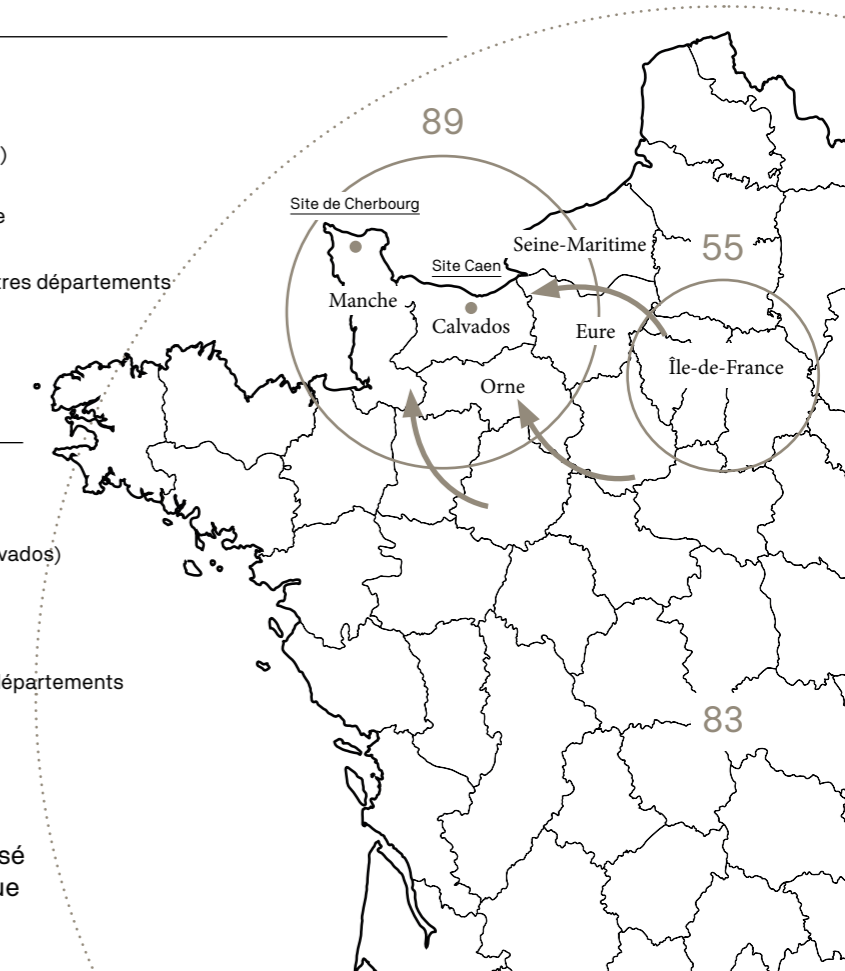 )
e
tres départements
vados)
départements
sé
ue
89
Site de Cherbourg
Seine-Maritime
55
Site Caen
Manche
Calvados
Eure
Île-de-France
Orne
83